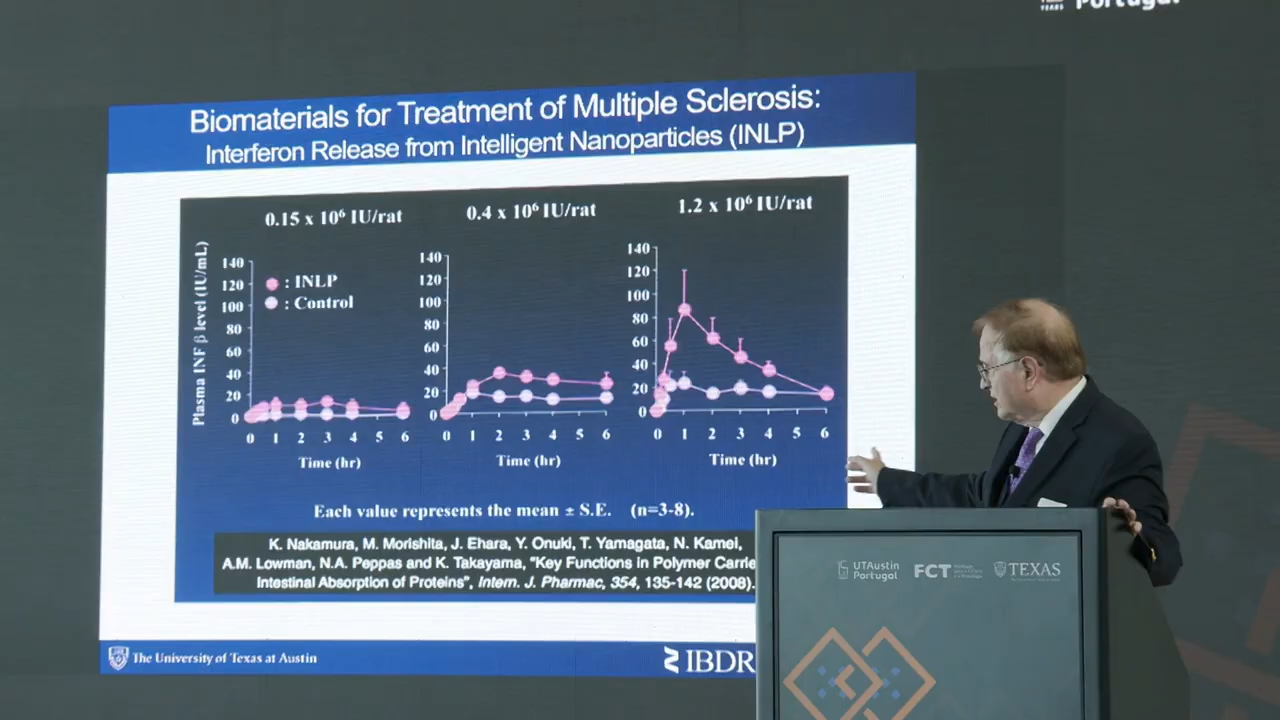 YEARS Portugal
Biomaterials for Treatment of Multiple Sclerosis:
Interferon Release from Intelligent Nanoparticles (INLP)
0.15 x 10⁶ IU/rat
0.4 x 10⁶ IU/rat
1.2 x 10⁶ IU/rat
Plasma INF β level (IU/mL)
140
120
100
80
60
40
20
0
: INLP
: Control
0 1 2 3 4 5 6
Time (hr)
140
120
100
80
60
40
20
0
0 1 2 3 4 5 6
Time (hr)
140
120
100
80
60
40
20
0
0 1 2 3 4 5 6
Time (hr)
Each value represents the mean ± S.E. (n=3-8).
K. Nakamura, M. Morishita, J. Ehara, Y. Onuki, T. Yamagata, N. Kamei,
A.M. Lowman, N.A. Peppas and K. Takayama, "Key Functions in Polymer Carrie
Intestinal Absorption of Proteins", Intern. J. Pharmac, 354, 135-142 (2008).
The University of Texas at Austin
IBDR
UTAustin
Portugal
FCT
TEXAS